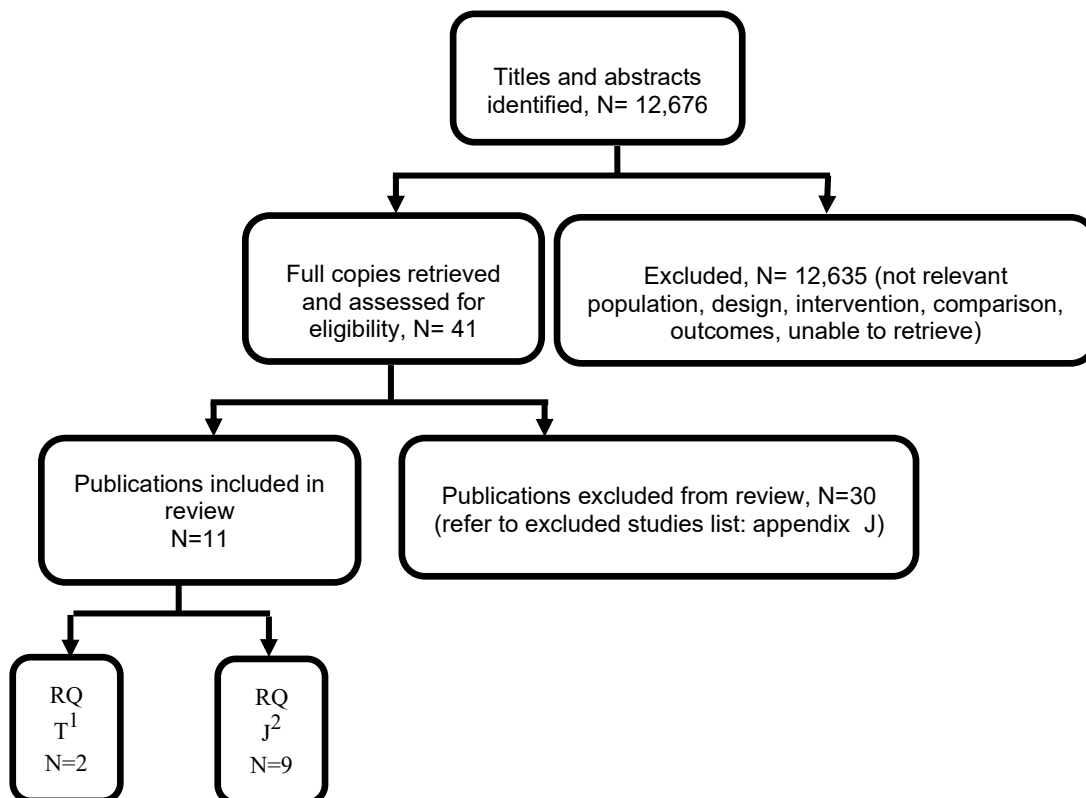 Titles and abstracts
identified, N= 12,676
Full copies retrieved
and assessed for
eligibility, N= 41
Excluded, N= 12,635 (not relevant
population, design, intervention, comparison,
outcomes, unable to retrieve)
Publications included in
review
N=11
Publications excluded from review, N=30
(refer to excluded studies list: appendix J)
RQ
T1
N=2
RQ
J2
N=9